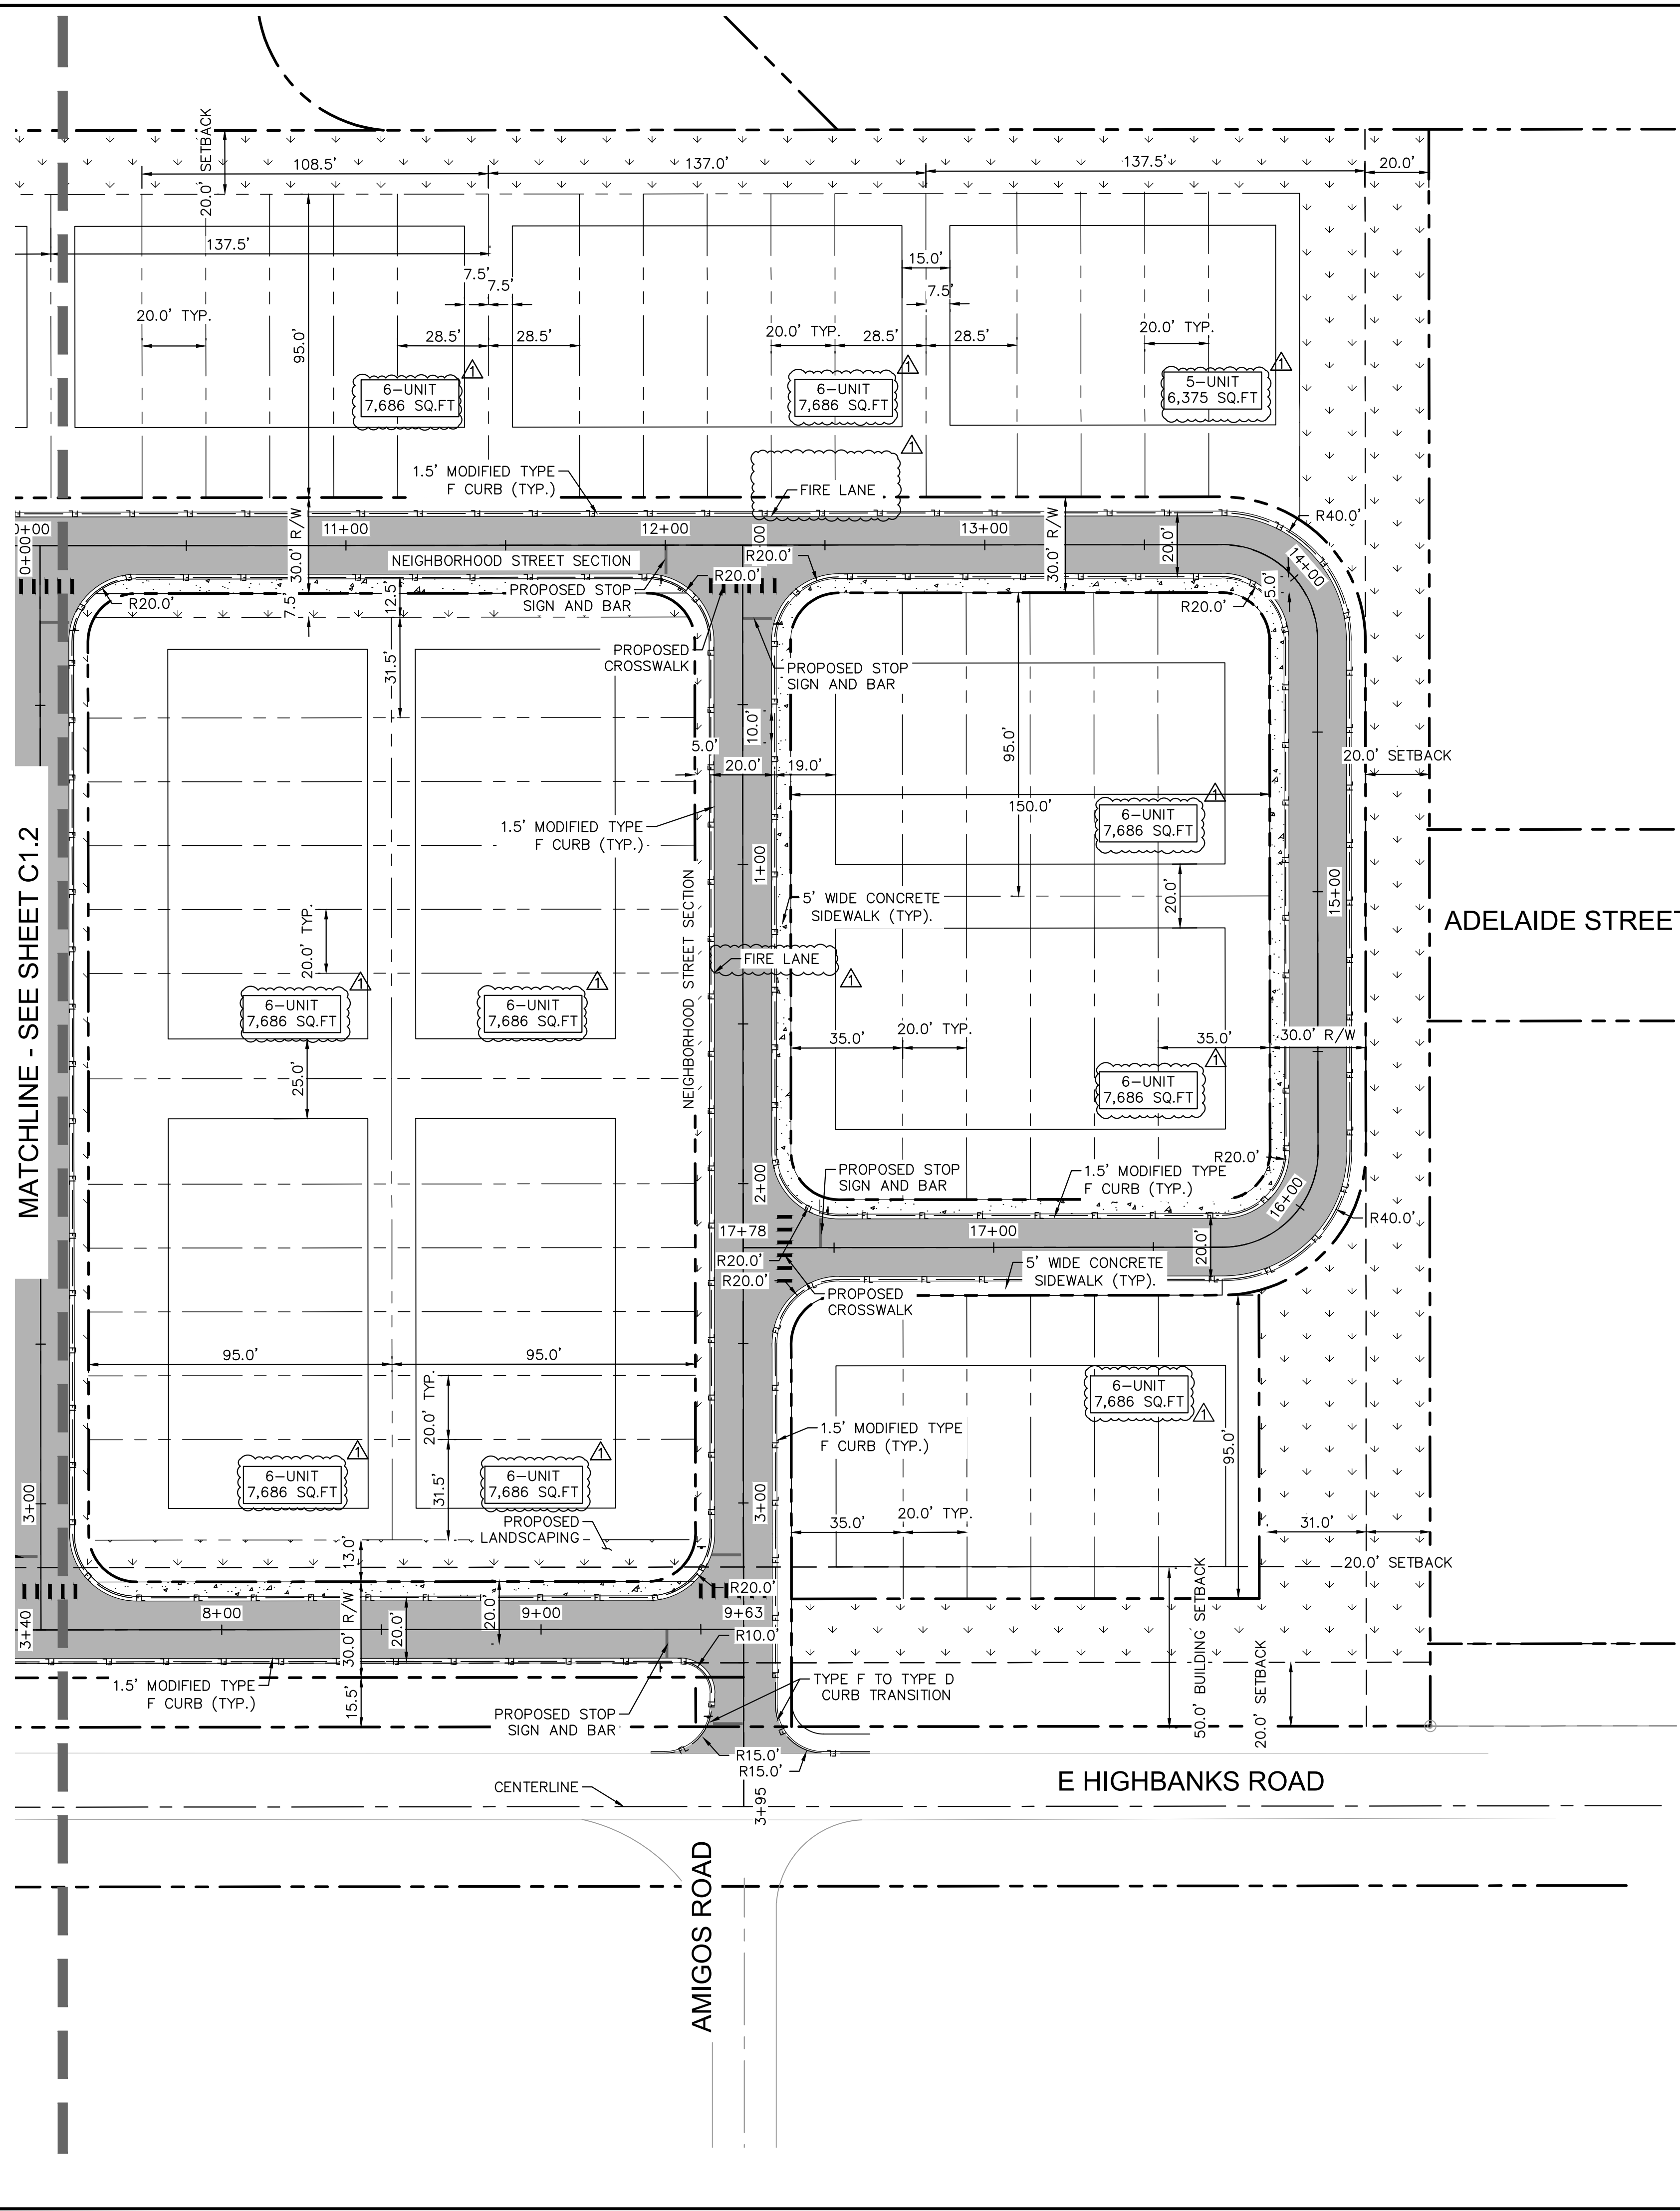 20.0' SETBACK
108.5'
137.0'
137.5'
20.0'
137.5'
7.5'
7.5'
15.0'
7.5'
20.0' TYP.
95.0'
28.5'
28.5'
20.0' TYP.
28.5'
28.5'
20.0' TYP.
6-UNIT
7,686 SQ.FT
1
6-UNIT
7,686 SQ.FT
1
5-UNIT
6,375 SQ.FT
1
1
1.5' MODIFIED TYPE
F CURB (TYP.)
FIRE LANE
0+00
11+00
12+00
13+00
14+00
R40.0'
0+00
30.0' R/W
NEIGHBORHOOD STREET SECTION
R20.0'
R20.0'
30.0' R/W
20.0'
5.0'
R20.0'
R20.0'
7.5'
12.5'
PROPOSED STOP
SIGN AND BAR
31.5'
PROPOSED
CROSSWALK
PROPOSED STOP
SIGN AND BAR
10.0'
5.0'
20.0'
19.0'
95.0'
150.0'
20.0' SETBACK
1.5' MODIFIED TYPE
F CURB (TYP.)
6-UNIT
7,686 SQ.FT
1
1+00
NEIGHBORHOOD STREET SECTION
5' WIDE CONCRETE
SIDEWALK (TYP).
20.0'
15+00
ADELAIDE STREET
MATCHLINE - SEE SHEET C1.2
20.0' TYP.
FIRE LANE
1
6-UNIT
7,686 SQ.FT
1
6-UNIT
7,686 SQ.FT
1
25.0'
35.0'
20.0' TYP.
35.0'
30.0' R/W
6-UNIT
7,686 SQ.FT
1
R20.0'
PROPOSED STOP
SIGN AND BAR
1.5' MODIFIED TYPE
F CURB (TYP.)
2+00
16+00
R40.0'
17+78
17+00
20.0'
R20.0'
R20.0'
5' WIDE CONCRETE
SIDEWALK (TYP).
PROPOSED
CROSSWALK
95.0'
95.0'
20.0' TYP.
31.5'
6-UNIT
7,686 SQ.FT
1
1.5' MODIFIED TYPE
F CURB (TYP.)
95.0'
6-UNIT
7,686 SQ.FT
1
6-UNIT
7,686 SQ.FT
1
3+00
3+00
35.0'
20.0' TYP.
31.0'
PROPOSED
LANDSCAPING
13.0'
20.0' SETBACK
R20.0'
3+40
8+00
30.0' R/W
20.0'
20.0'
9+00
9+63
R10.0'
50.0' BUILDING SETBACK
20.0' SETBACK
1.5' MODIFIED TYPE
F CURB (TYP.)
15.5'
PROPOSED STOP
SIGN AND BAR
TYPE F TO TYPE D
CURB TRANSITION
R15.0'
R15.0'
CENTERLINE
3+95
E HIGHBANKS ROAD
AMIGOS ROAD